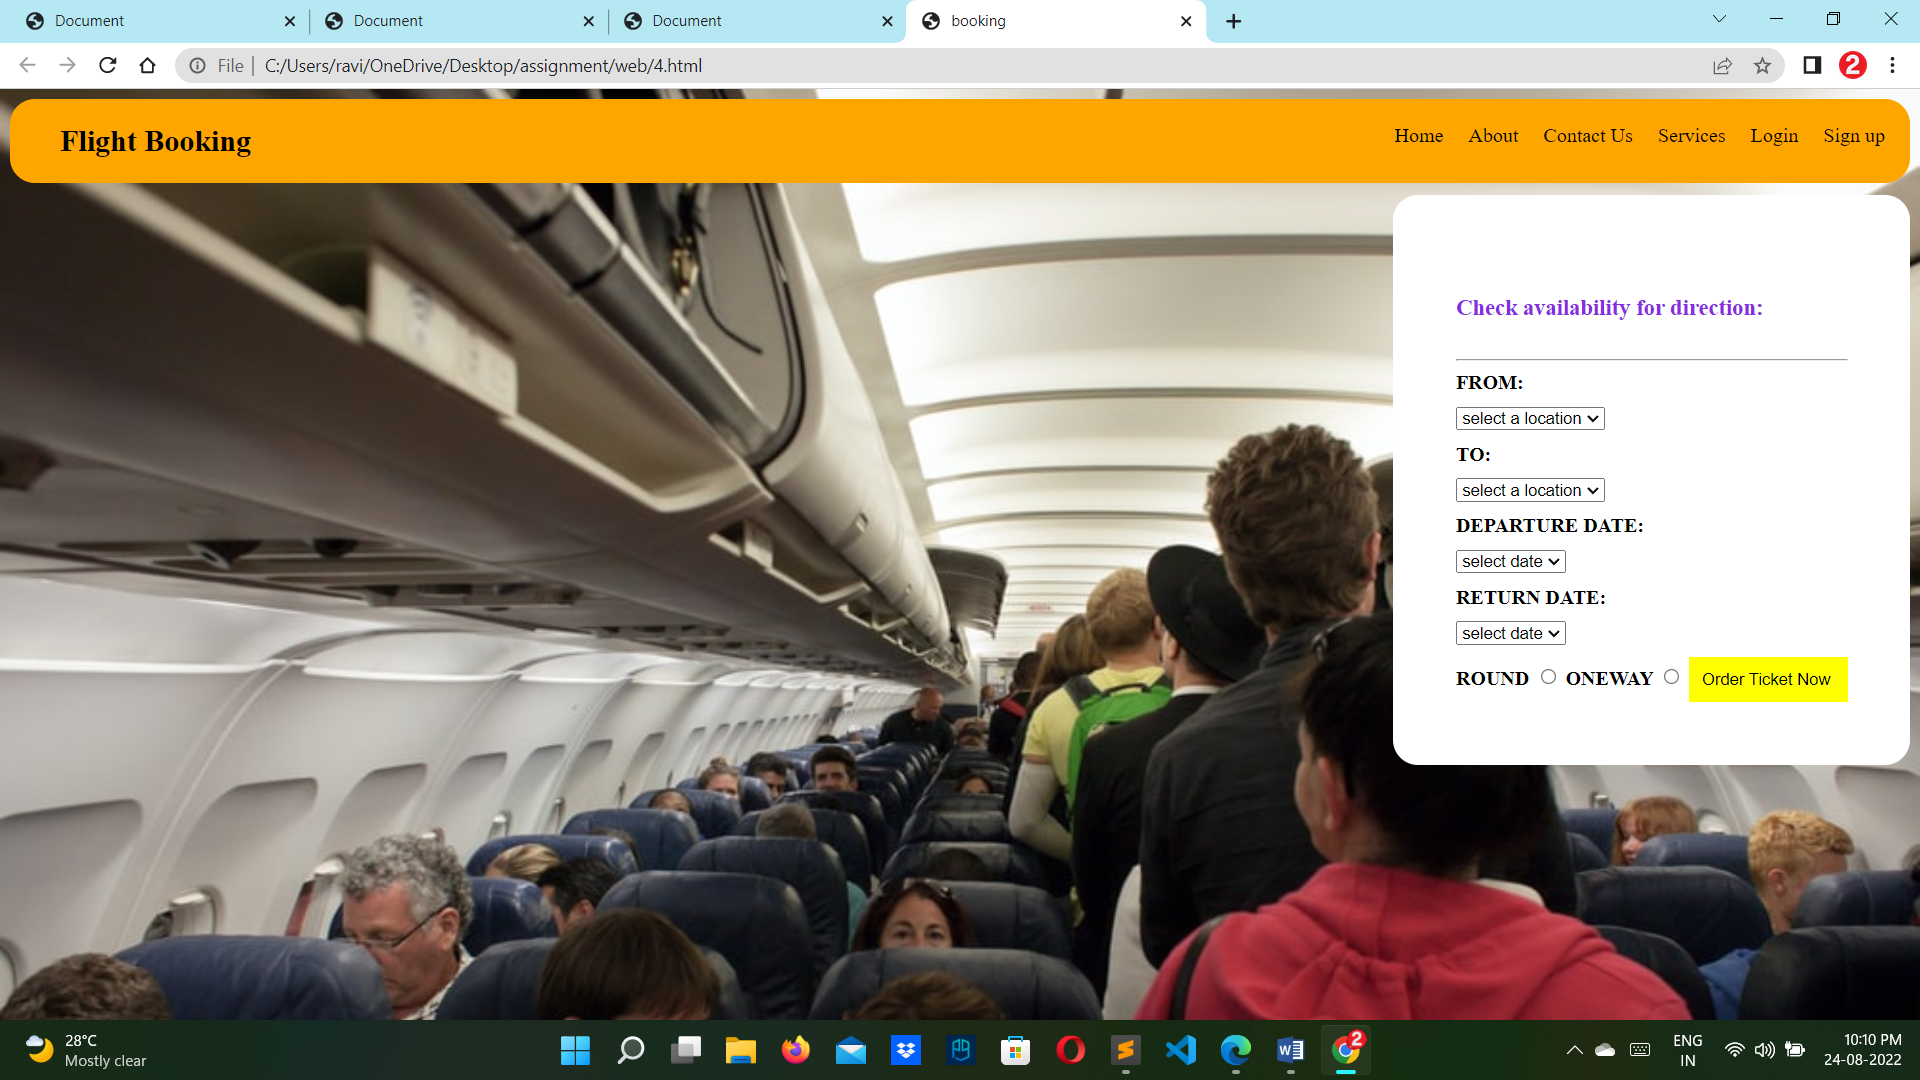 Document
Document
Document
booking
File
C:/Users/ravi/OneDrive/Desktop/assignment/web/4.html
2
Flight Booking
Home About Contact Us Services Login Sign up
Check availability for direction:
FROM:
select a location
TO:
select a location
DEPARTURE DATE:
select date
RETURN DATE:
select date
ROUND ONEWAY Order Ticket Now
28°C
Mostly clear
2
ENG
IN
10:10 PM
24-08-2022